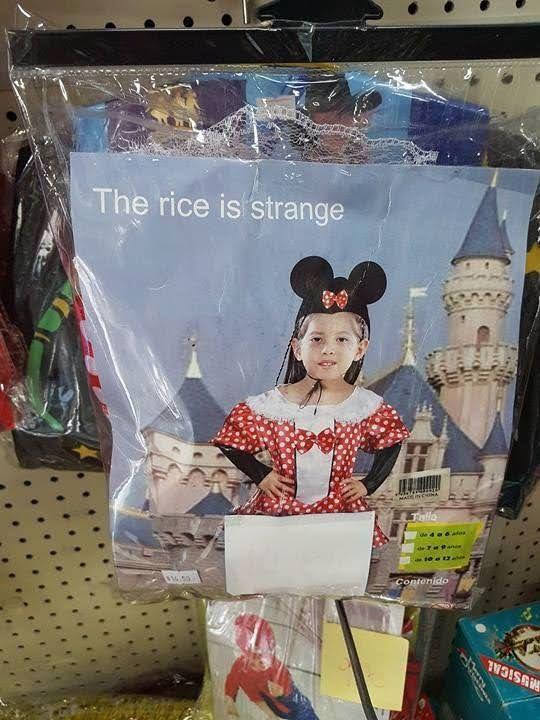 The rice is strange
MADE IN CHINA
Talla
de 4 a 6 años
de 7 a 9 años
de 10 a 12 años
Contenido
MUSICAL